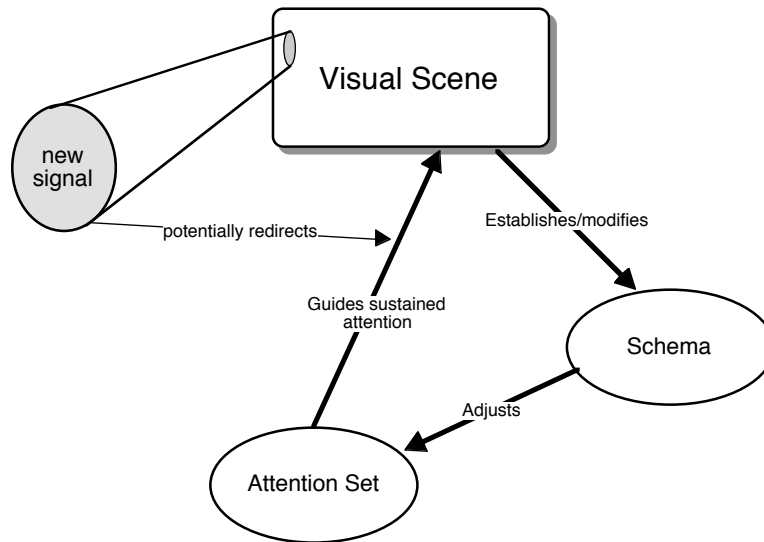 Visual Scene
new
signal
potentially redirects
Establishes/modifies
Guides sustained
attention
Schema
Adjusts
Attention Set